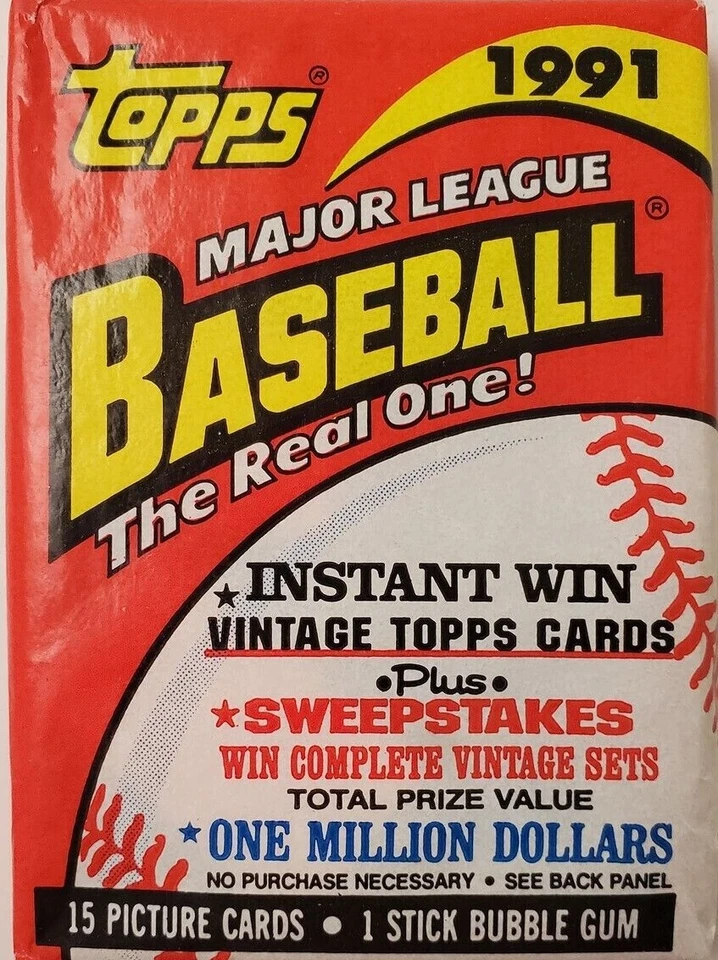 Topps®
1991
MAJOR LEAGUE
BASEBALL®
The Real One!
★INSTANT WIN
VINTAGE TOPPS CARDS
•Plus•
★SWEEPSTAKES
WIN COMPLETE VINTAGE SETS
TOTAL PRIZE VALUE
★ONE MILLION DOLLARS
NO PURCHASE NECESSARY • SEE BACK PANEL
15 PICTURE CARDS • 1 STICK BUBBLE GUM